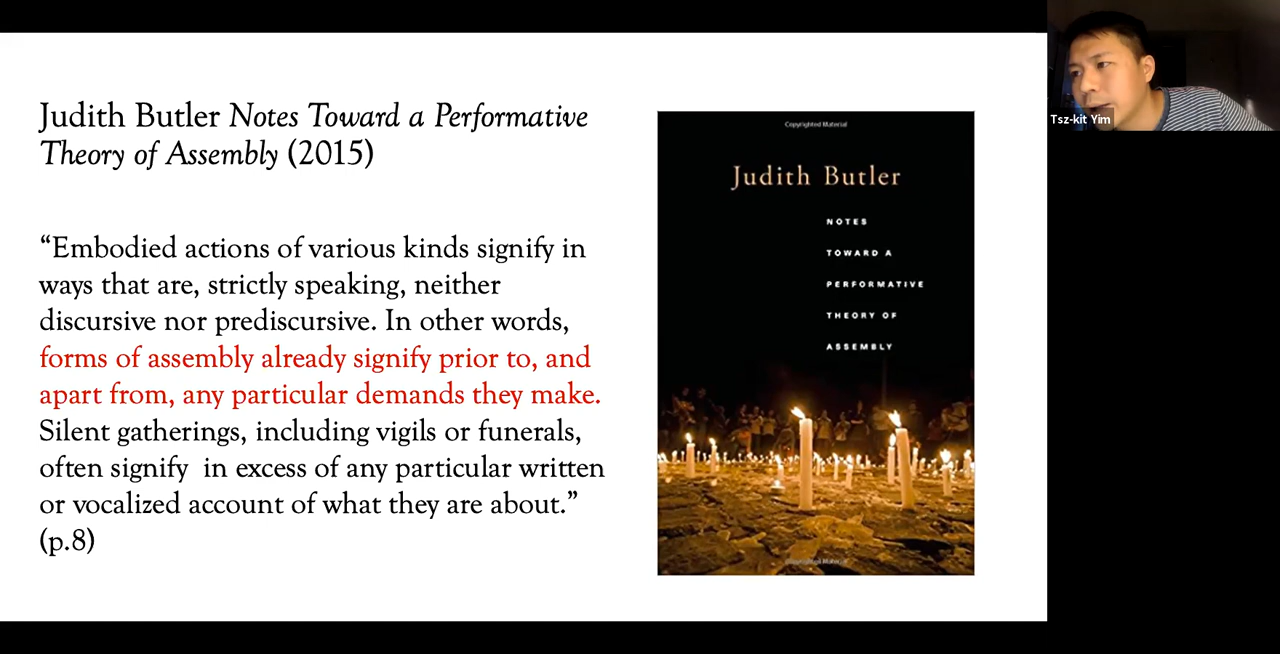 Judith Butler Notes Toward a Performative
Theory of Assembly (2015)
“Embodied actions of various kinds signify in
ways that are, strictly speaking, neither
discursive nor prediscursive. In other words,
forms of assembly already signify prior to, and
apart from, any particular demands they make.
Silent gatherings, including vigils or funerals,
often signify in excess of any particular written
or vocalized account of what they are about.”
(p.8)
Copyrighted Material
Judith Butler
NOTES
TOWARD A
PERFORMATIVE
THEORY OF
ASSEMBLY
Copyrighted Material
Tsz-kit Yim